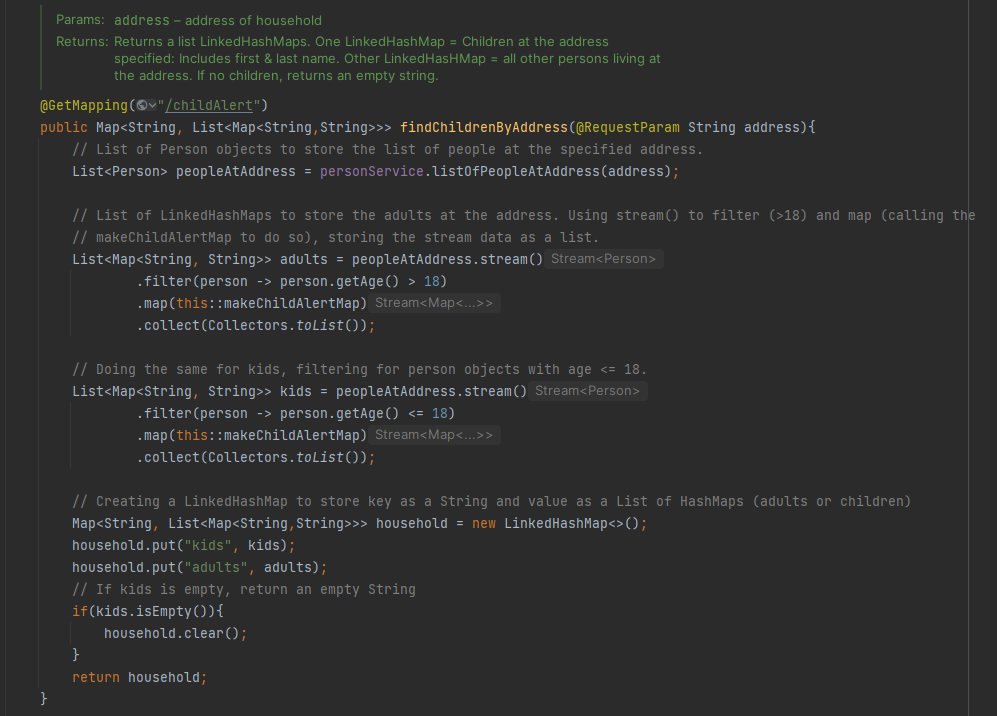 Params: address – address of household
Returns: Returns a list LinkedHashMaps. One LinkedHashMap = Children at the address
specified: Includes first & last name. Other LinkedHasHMap = all other persons living at
the address. If no children, returns an empty string.
@GetMapping("/childAlert")
public Map<String, List<Map<String,String>>> findChildrenByAddress(@RequestParam String address){
// List of Person objects to store the list of people at the specified address.
List<Person> peopleAtAddress = personService.listOfPeopleAtAddress(address);
// List of LinkedHashMaps to store the adults at the address. Using stream() to filter (>18) and map (calling the
// makeChildAlertMap to do so), storing the stream data as a list.
List<Map<String, String>> adults = peopleAtAddress.stream() Stream<Person>
.filter(person -> person.getAge() > 18)
.map(this::makeChildAlertMap) Stream<Map<...>>
.collect(Collectors.toList());
// Doing the same for kids, filtering for person objects with age <= 18.
List<Map<String, String>> kids = peopleAtAddress.stream() Stream<Person>
.filter(person -> person.getAge() <= 18)
.map(this::makeChildAlertMap) Stream<Map<...>>
.collect(Collectors.toList());
// Creating a LinkedHashMap to store key as a String and value as a List of HashMaps (adults or children)
Map<String, List<Map<String,String>>> household = new LinkedHashMap<>();
household.put("kids", kids);
household.put("adults", adults);
// If kids is empty, return an empty String
if(kids.isEmpty()){
household.clear();
}
return household;
}